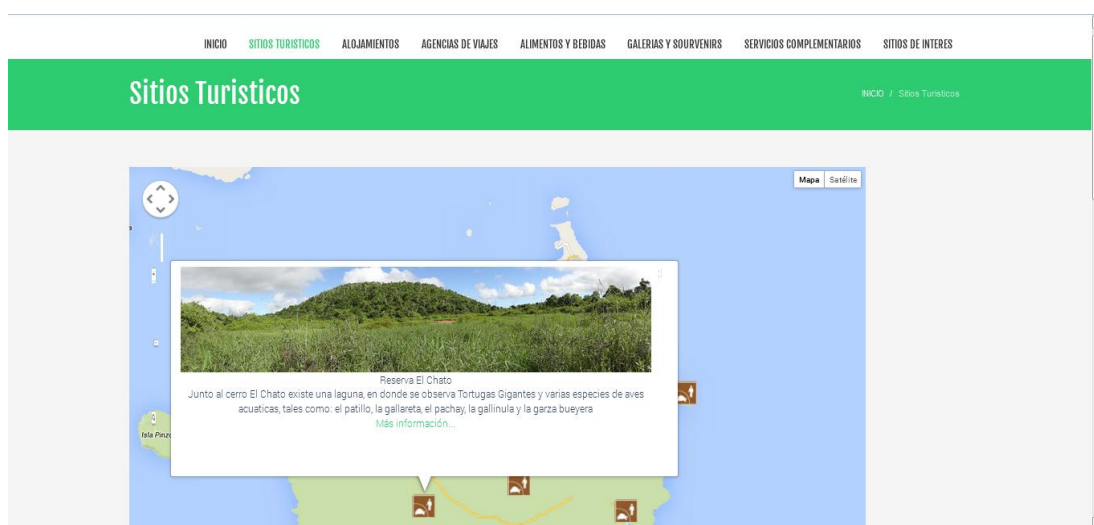 INICIO SITIOS TURISTICOS ALOJAMIENTOS AGENCIAS DE VIAJES ALIMENTOS Y BEBIDAS GALERIAS Y SOURVENIRS SERVICIOS COMPLEMENTARIOS SITIOS DE INTERES
Sitios Turisticos
INICIO / Sitios Turisticos
Mapa Satélite
Reserva El Chato
Junto al cerro El Chato existe una laguna, en donde se observa Tortugas Gigantes y varias especies de aves
acuaticas, tales como: el patillo, la gallareta, el pachay, la gallinula y la garza bueyera
Más información...
Isla Pinzó